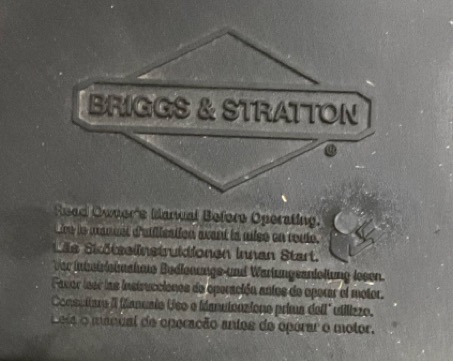 BRIGGS & STRATTON
®
Read Owner's Manual Before Operating.
Lire le manuel d'utilisation avant la mise en route.
Läs Skötselinstruktionen Innan Start.
Vor Inbetriebnahme Bedienungs-und Wartungsanleitung lesen.
Favor leer las instrucciones de operación antes de operar el motor.
Consultare il Manuale Uso e Manutenzione prima dell' utilizzo.
Leia o manual de operacão antes de operar o motor.